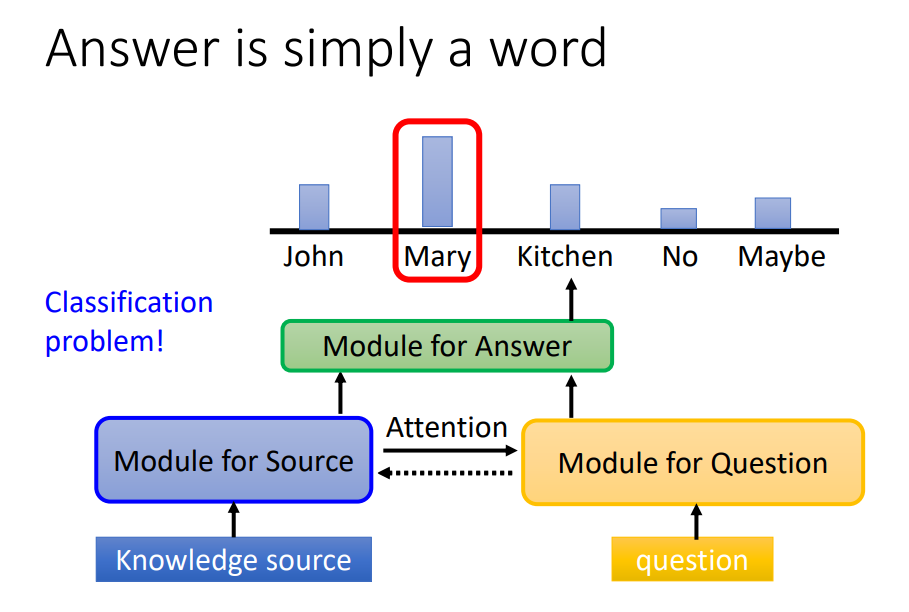 Answer is simply a word
John Mary Kitchen No Maybe
Classification
problem!
Module for Answer
Attention
Module for Source
Module for Question
Knowledge source
question